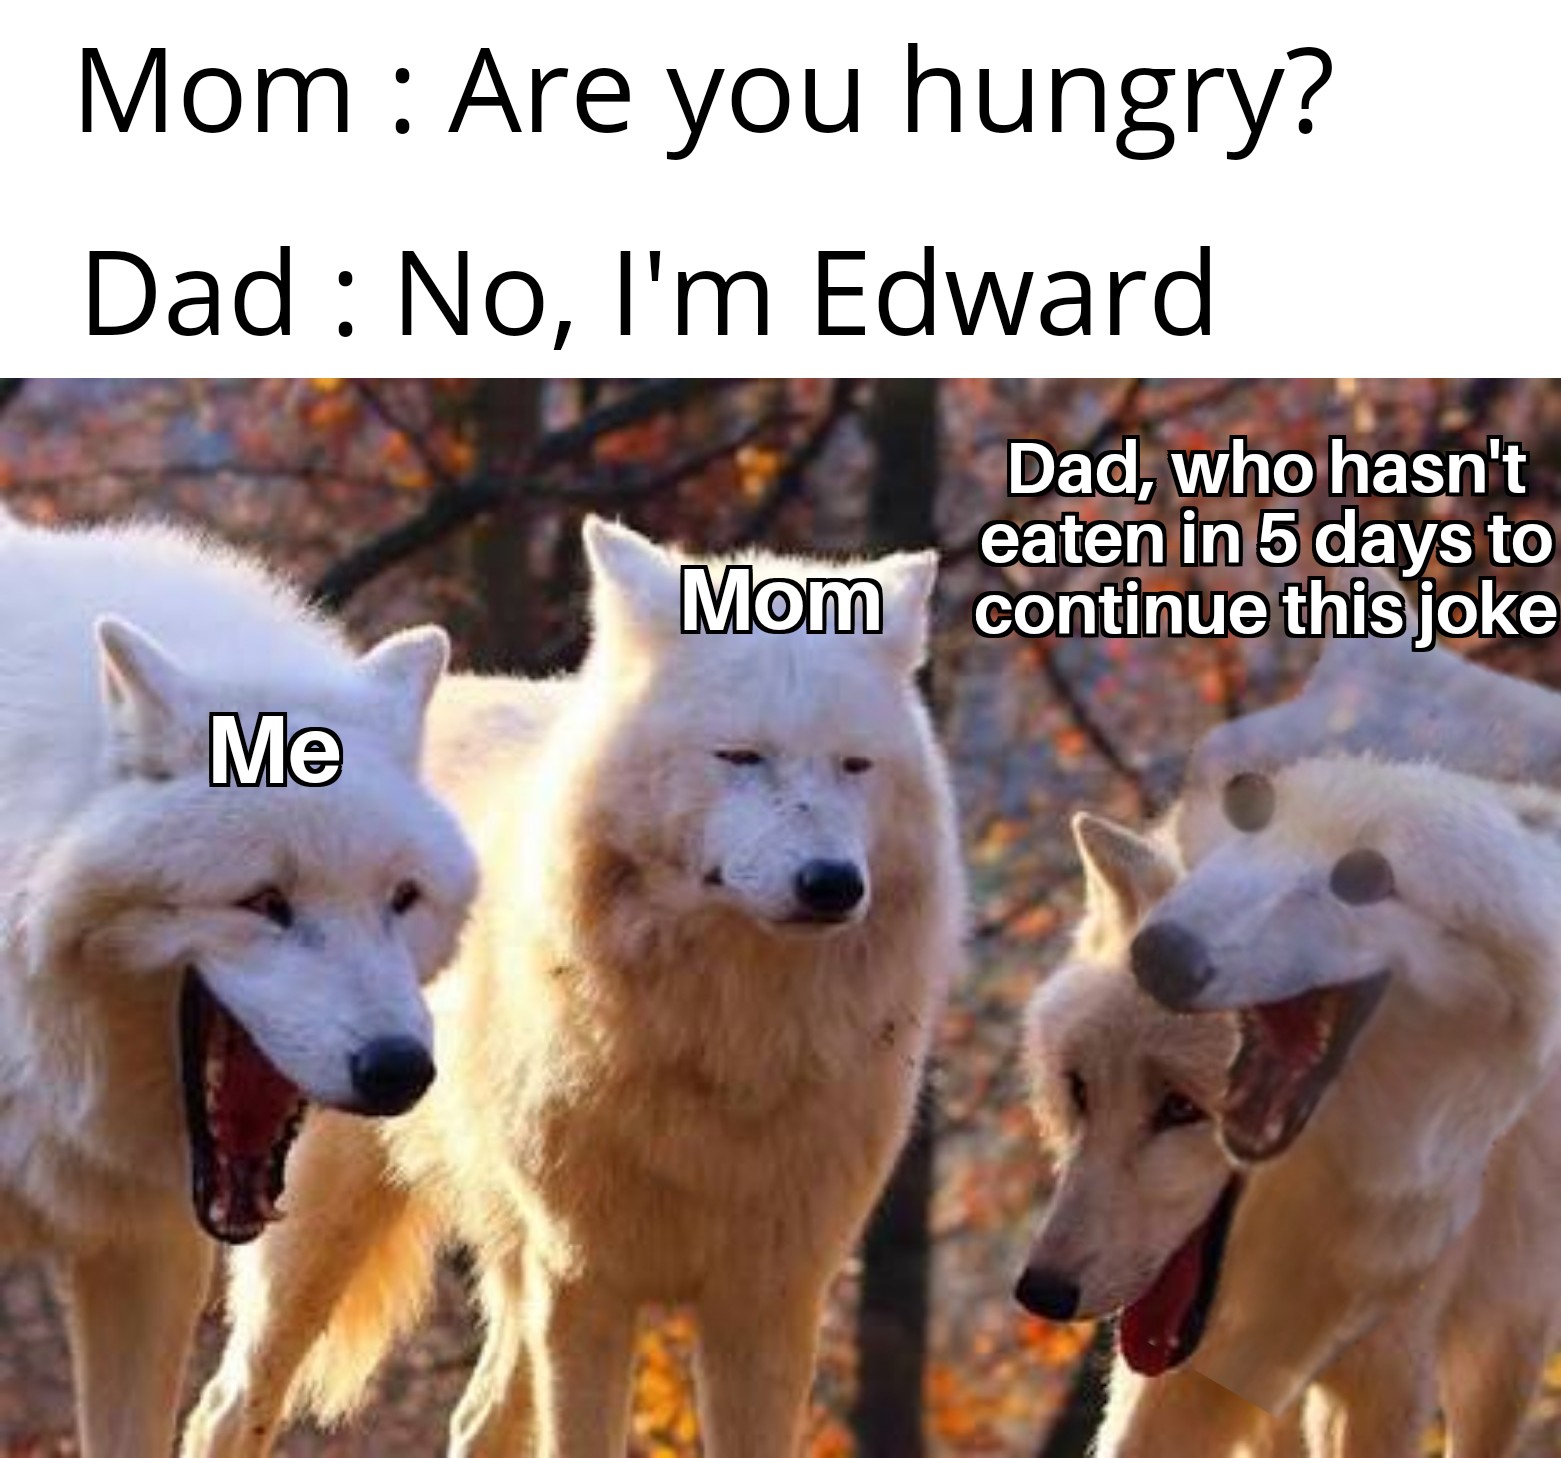 Mom : Are you hungry?
Dad : No, I'm Edward
Dad, who hasn't
eaten in 5 days to
continue this joke
Mom
Me